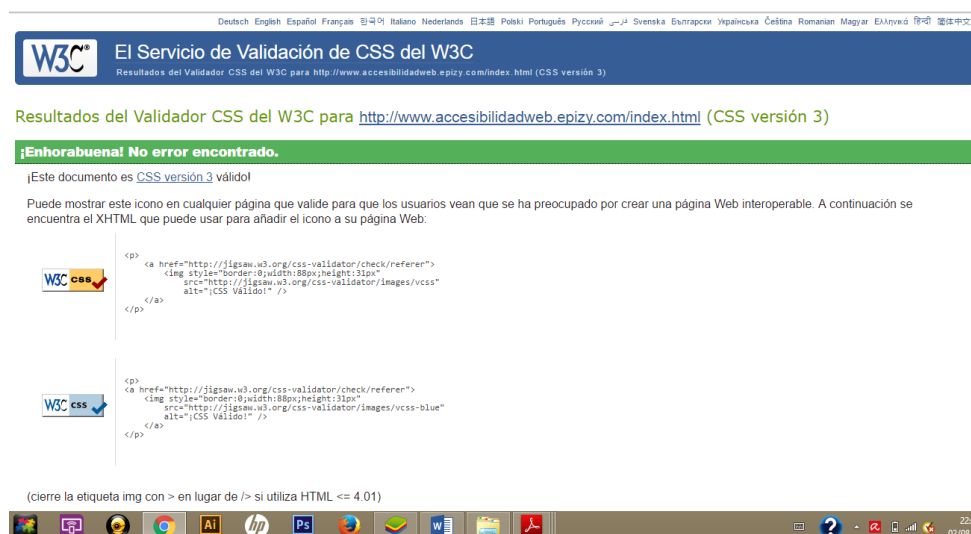 Deutsch English Español Français 한국어 Italiano Nederlands 日本語 Polski Português Русский فارسی Svenska Български Українська Čeština Romanian Magyar Ελληνικά हिन्दी 简体中文
W3C® El Servicio de Validación de CSS del W3C
Resultados del Validador CSS del W3C para http://www.accesibilidadweb.epizy.com/index.html (CSS versión 3)
Resultados del Validador CSS del W3C para http://www.accesibilidadweb.epizy.com/index.html (CSS versión 3)
¡Enhorabuena! No error encontrado.
¡Este documento es CSS versión 3 válido!
Puede mostrar este icono en cualquier página que valide para que los usuarios vean que se ha preocupado por crear una página Web interoperable. A continuación se
encuentra el XHTML que puede usar para añadir el icono a su página Web:
W3C css
<p>
<a href="http://jigsaw.w3.org/css-validator/check/referer">
<img style="border:0;width:88px;height:31px"
src="http://jigsaw.w3.org/css-validator/images/vcss"
alt="¡CSS Válido!" />
</a>
</p>
W3C css
<p>
<a href="http://jigsaw.w3.org/css-validator/check/referer">
<img style="border:0;width:88px;height:31px"
src="http://jigsaw.w3.org/css-validator/images/vcss-blue"
alt="¡CSS Válido!" />
</a>
</p>
(cierre la etiqueta img con > en lugar de /> si utiliza HTML <= 4.01)
Ai hp Ps W ?